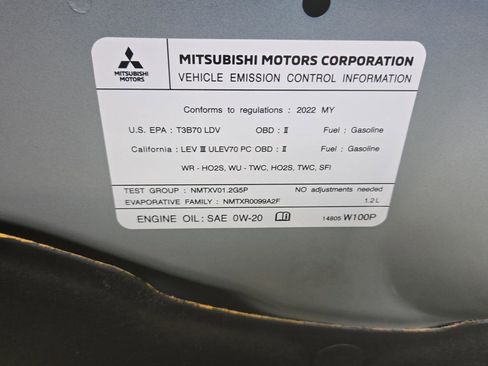 MITSUBISHI MOTORS CORPORATION
MITSUBISHI
MOTORS
VEHICLE EMISSION CONTROL INFORMATION
Conforms to regulations : 2022 MY
U.S. EPA : T3B70 LDV OBD : II Fuel : Gasoline
California : LEV III ULEV70 PC OBD : II Fuel : Gasoline
WR - HO2S, WU - TWC, HO2S, TWC, SFI
TEST GROUP : NMTXV01.2G5P NO adjustments needed
EVAPORATIVE FAMILY : NMTXR0099A2F 1.2 L
ENGINE OIL : SAE 0W-20 14805 W100P